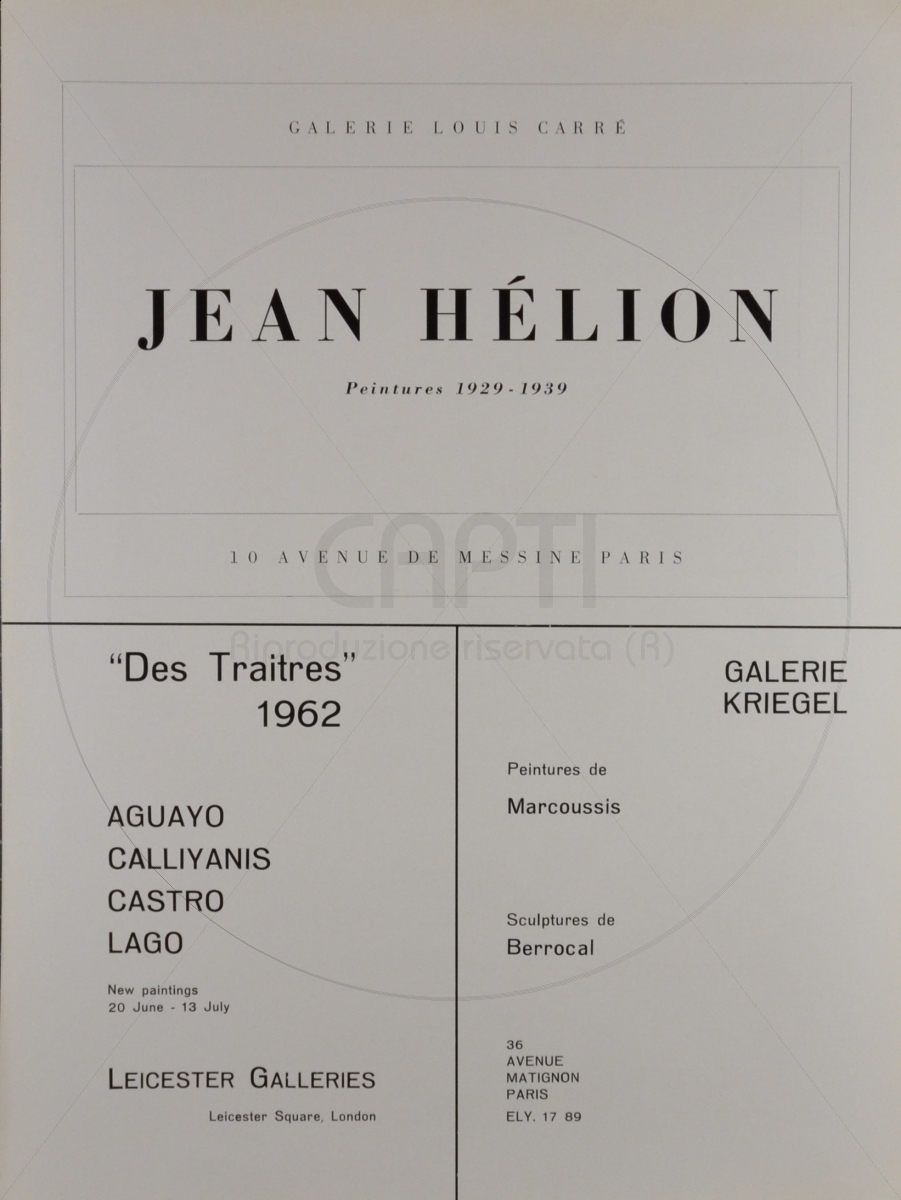 GALERIE LOUIS CARRÉ
JEAN HÉLION
Peintures 1929-1939
10 AVENUE DE MESSINE PARIS
CAPTI
Riproduzione riservata (R)
“Des Traitres”
1962
AGUAYO
CALLIYANIS
CASTRO
LAGO
New paintings
20 June - 13 July
LEICESTER GALLERIES
Leicester Square, London
GALERIE
KRIEGEL
Peintures de
Marcoussis
Sculptures de
Berrocal
36
AVENUE
MATIGNON
PARIS
ELY. 17 89